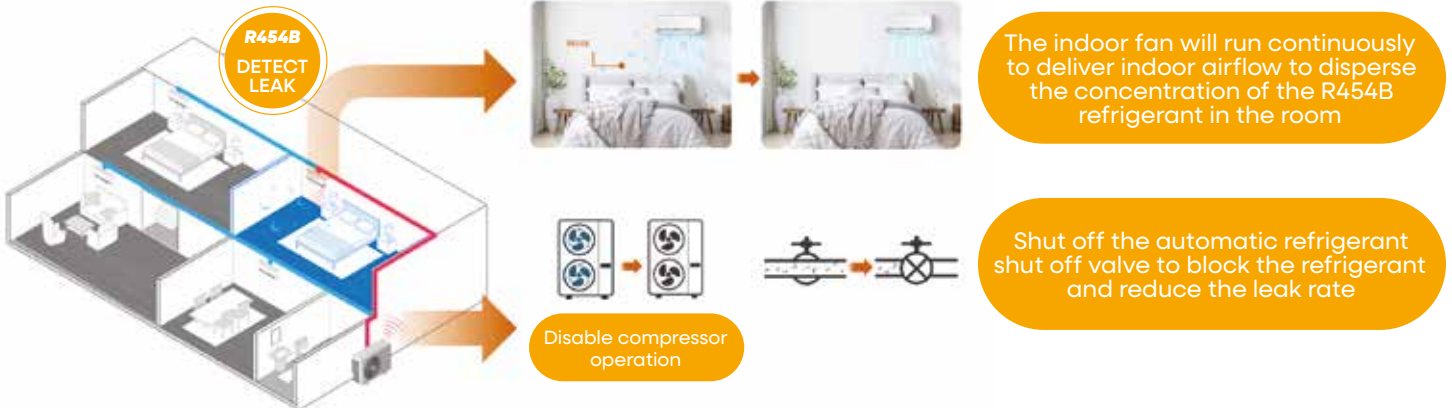 R454B
DETECT
LEAK
The indoor fan will run continuously
to deliver indoor airflow to disperse
the concentration of the R454B
refrigerant in the room
Disable compressor
operation
Shut off the automatic refrigerant
shut off valve to block the refrigerant
and reduce the leak rate